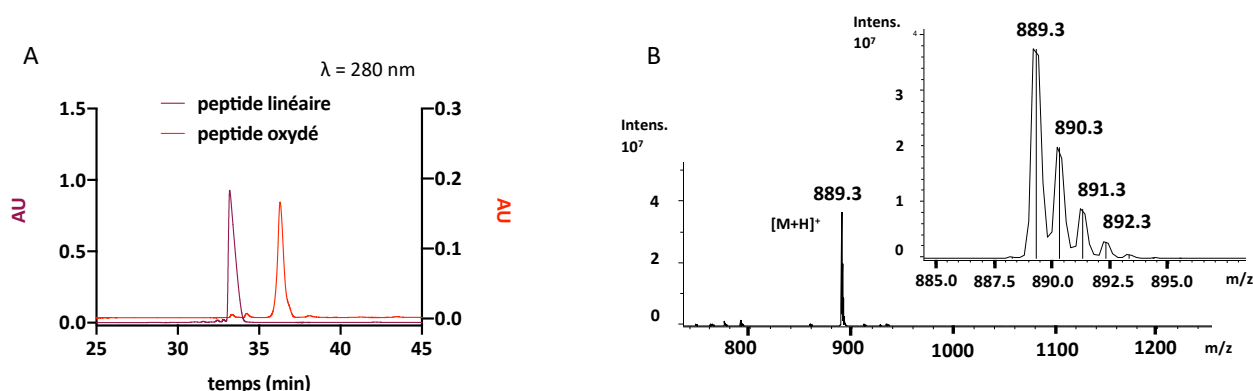 A
λ = 280 nm
peptide linéaire
peptide oxydé
1.5
1.0
0.5
0.0
AU
0.3
0.2
0.1
0.0
AU
25
30
35
40
45
temps (min)
B
Intens.
10⁷
4
2
0
[M+H]⁺
889.3
800
900
1000
1100
1200
m/z
Intens.
10⁷
4
3
2
1
0
889.3
890.3
891.3
892.3
885.0
887.5
890.0
892.5
895.0
m/z